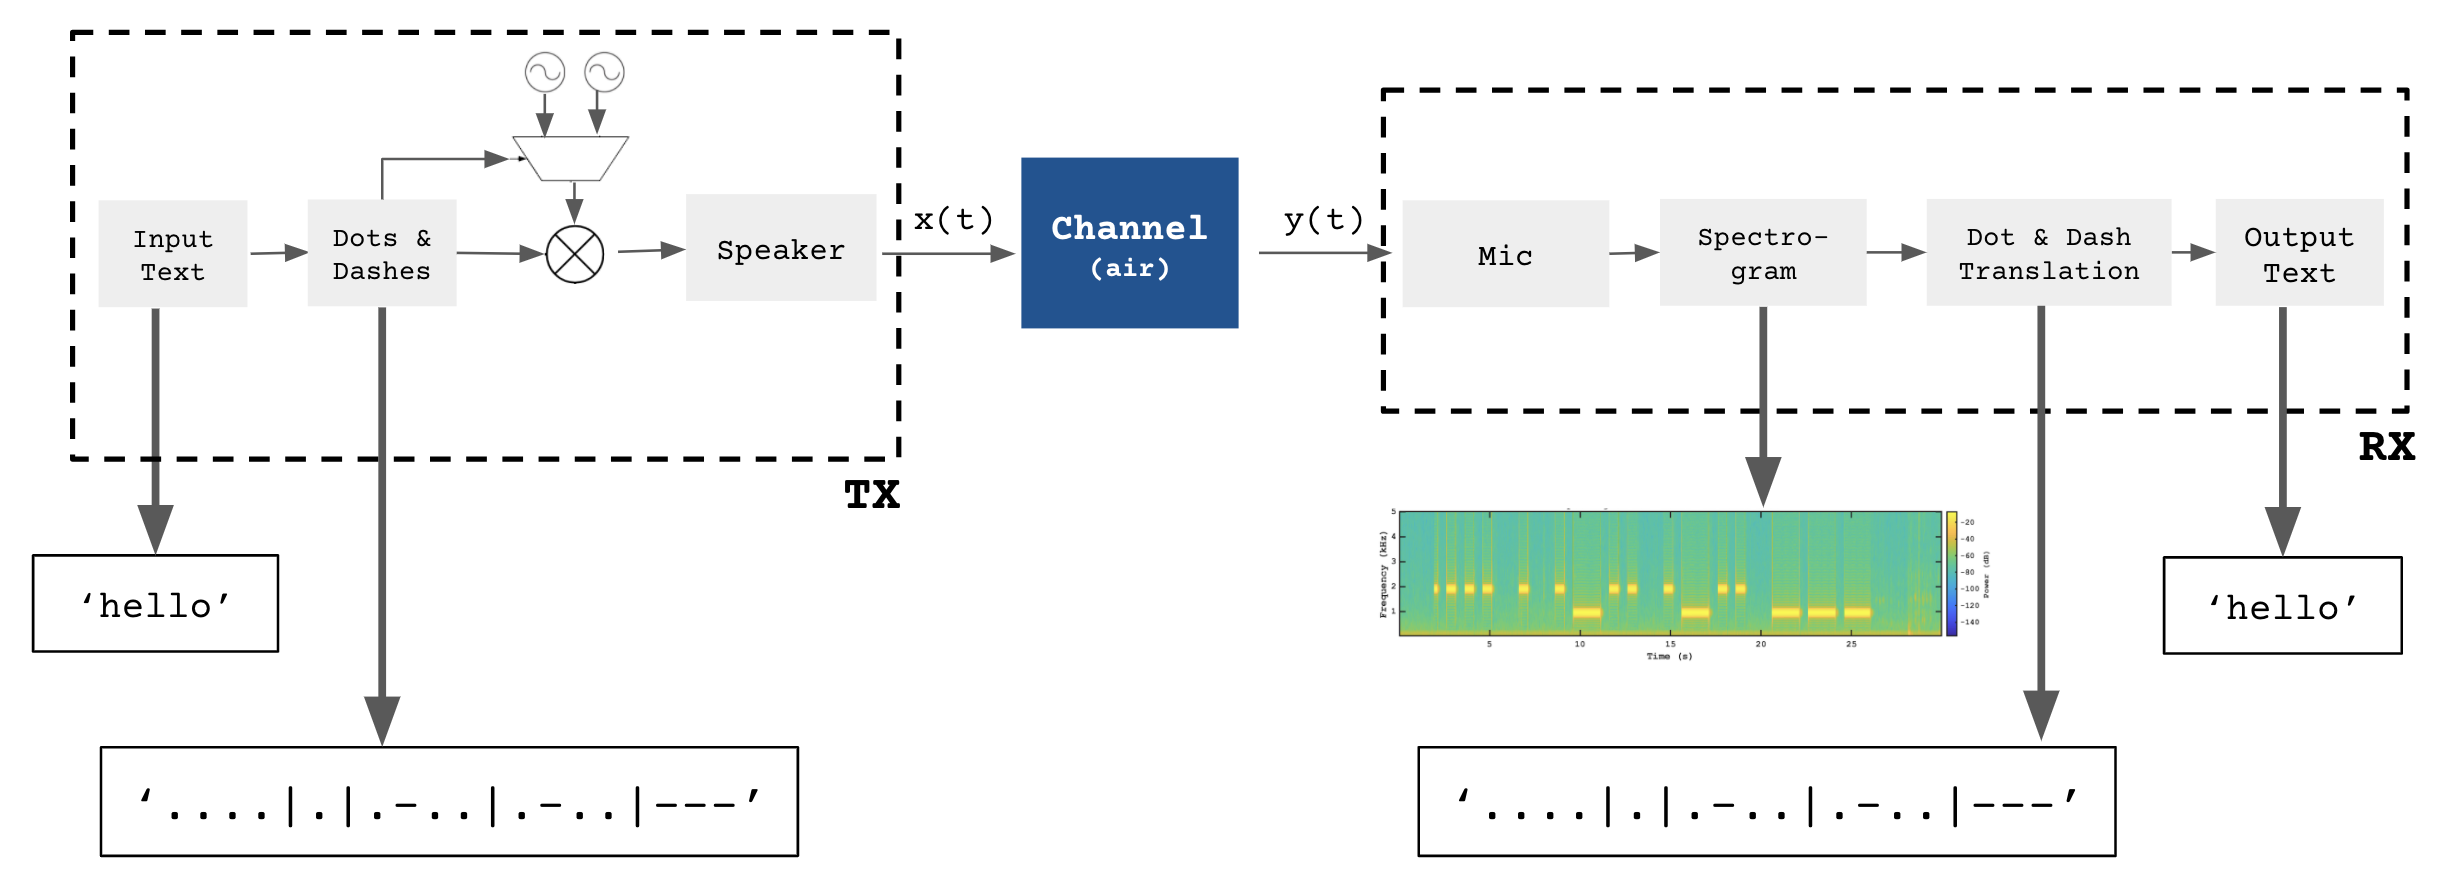 Input
Text
Dots &
Dashes
Speaker
x(t)
Channel
(air)
y(t)
Mic
Spectro-
gram
Dot & Dash
Translation
Output
Text
TX
RX
‘hello’
‘....|.|.-..|.-..|---’
Frequency (kHz)
5
4
3
2
1
5
10
15
20
25
Time (s)
-20
-40
-60
-80
-100
-120
-140
Power (dB)
‘....|.|.-..|.-..|---’
‘hello’